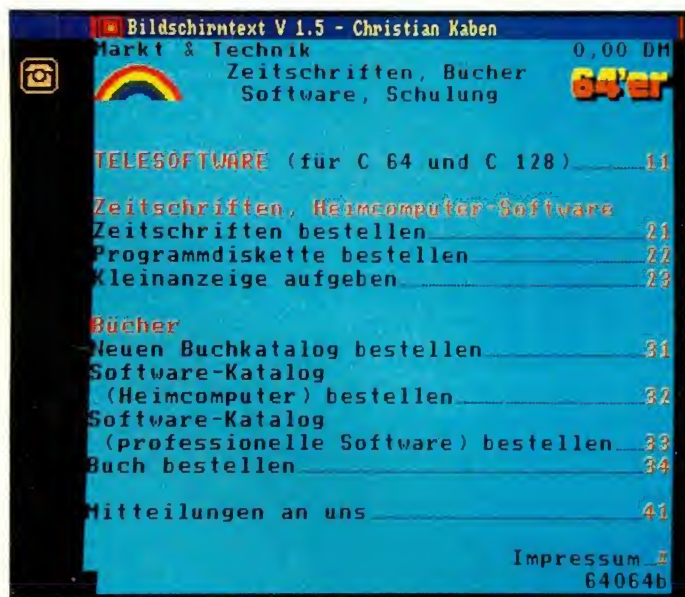 Bildschirmtext V 1.5 - Christian Kaben
Markt & Technik 0,00 DM
Zeitschriften, Bücher
Software, Schulung
64'er
TELESOFTWARE (für C 64 und C 128) 11
Zeitschriften, Heimcomputer-Software
Zeitschriften bestellen 21
Programmdiskette bestellen 22
Kleinanzeige aufgeben 23
Bücher
Neuen Buchkatalog bestellen 31
Software-Katalog
(Heimcomputer) bestellen 32
Software-Katalog
(professionelle Software) bestellen 33
Buch bestellen 34
Mitteilungen an uns 41
Impressum #
64064b